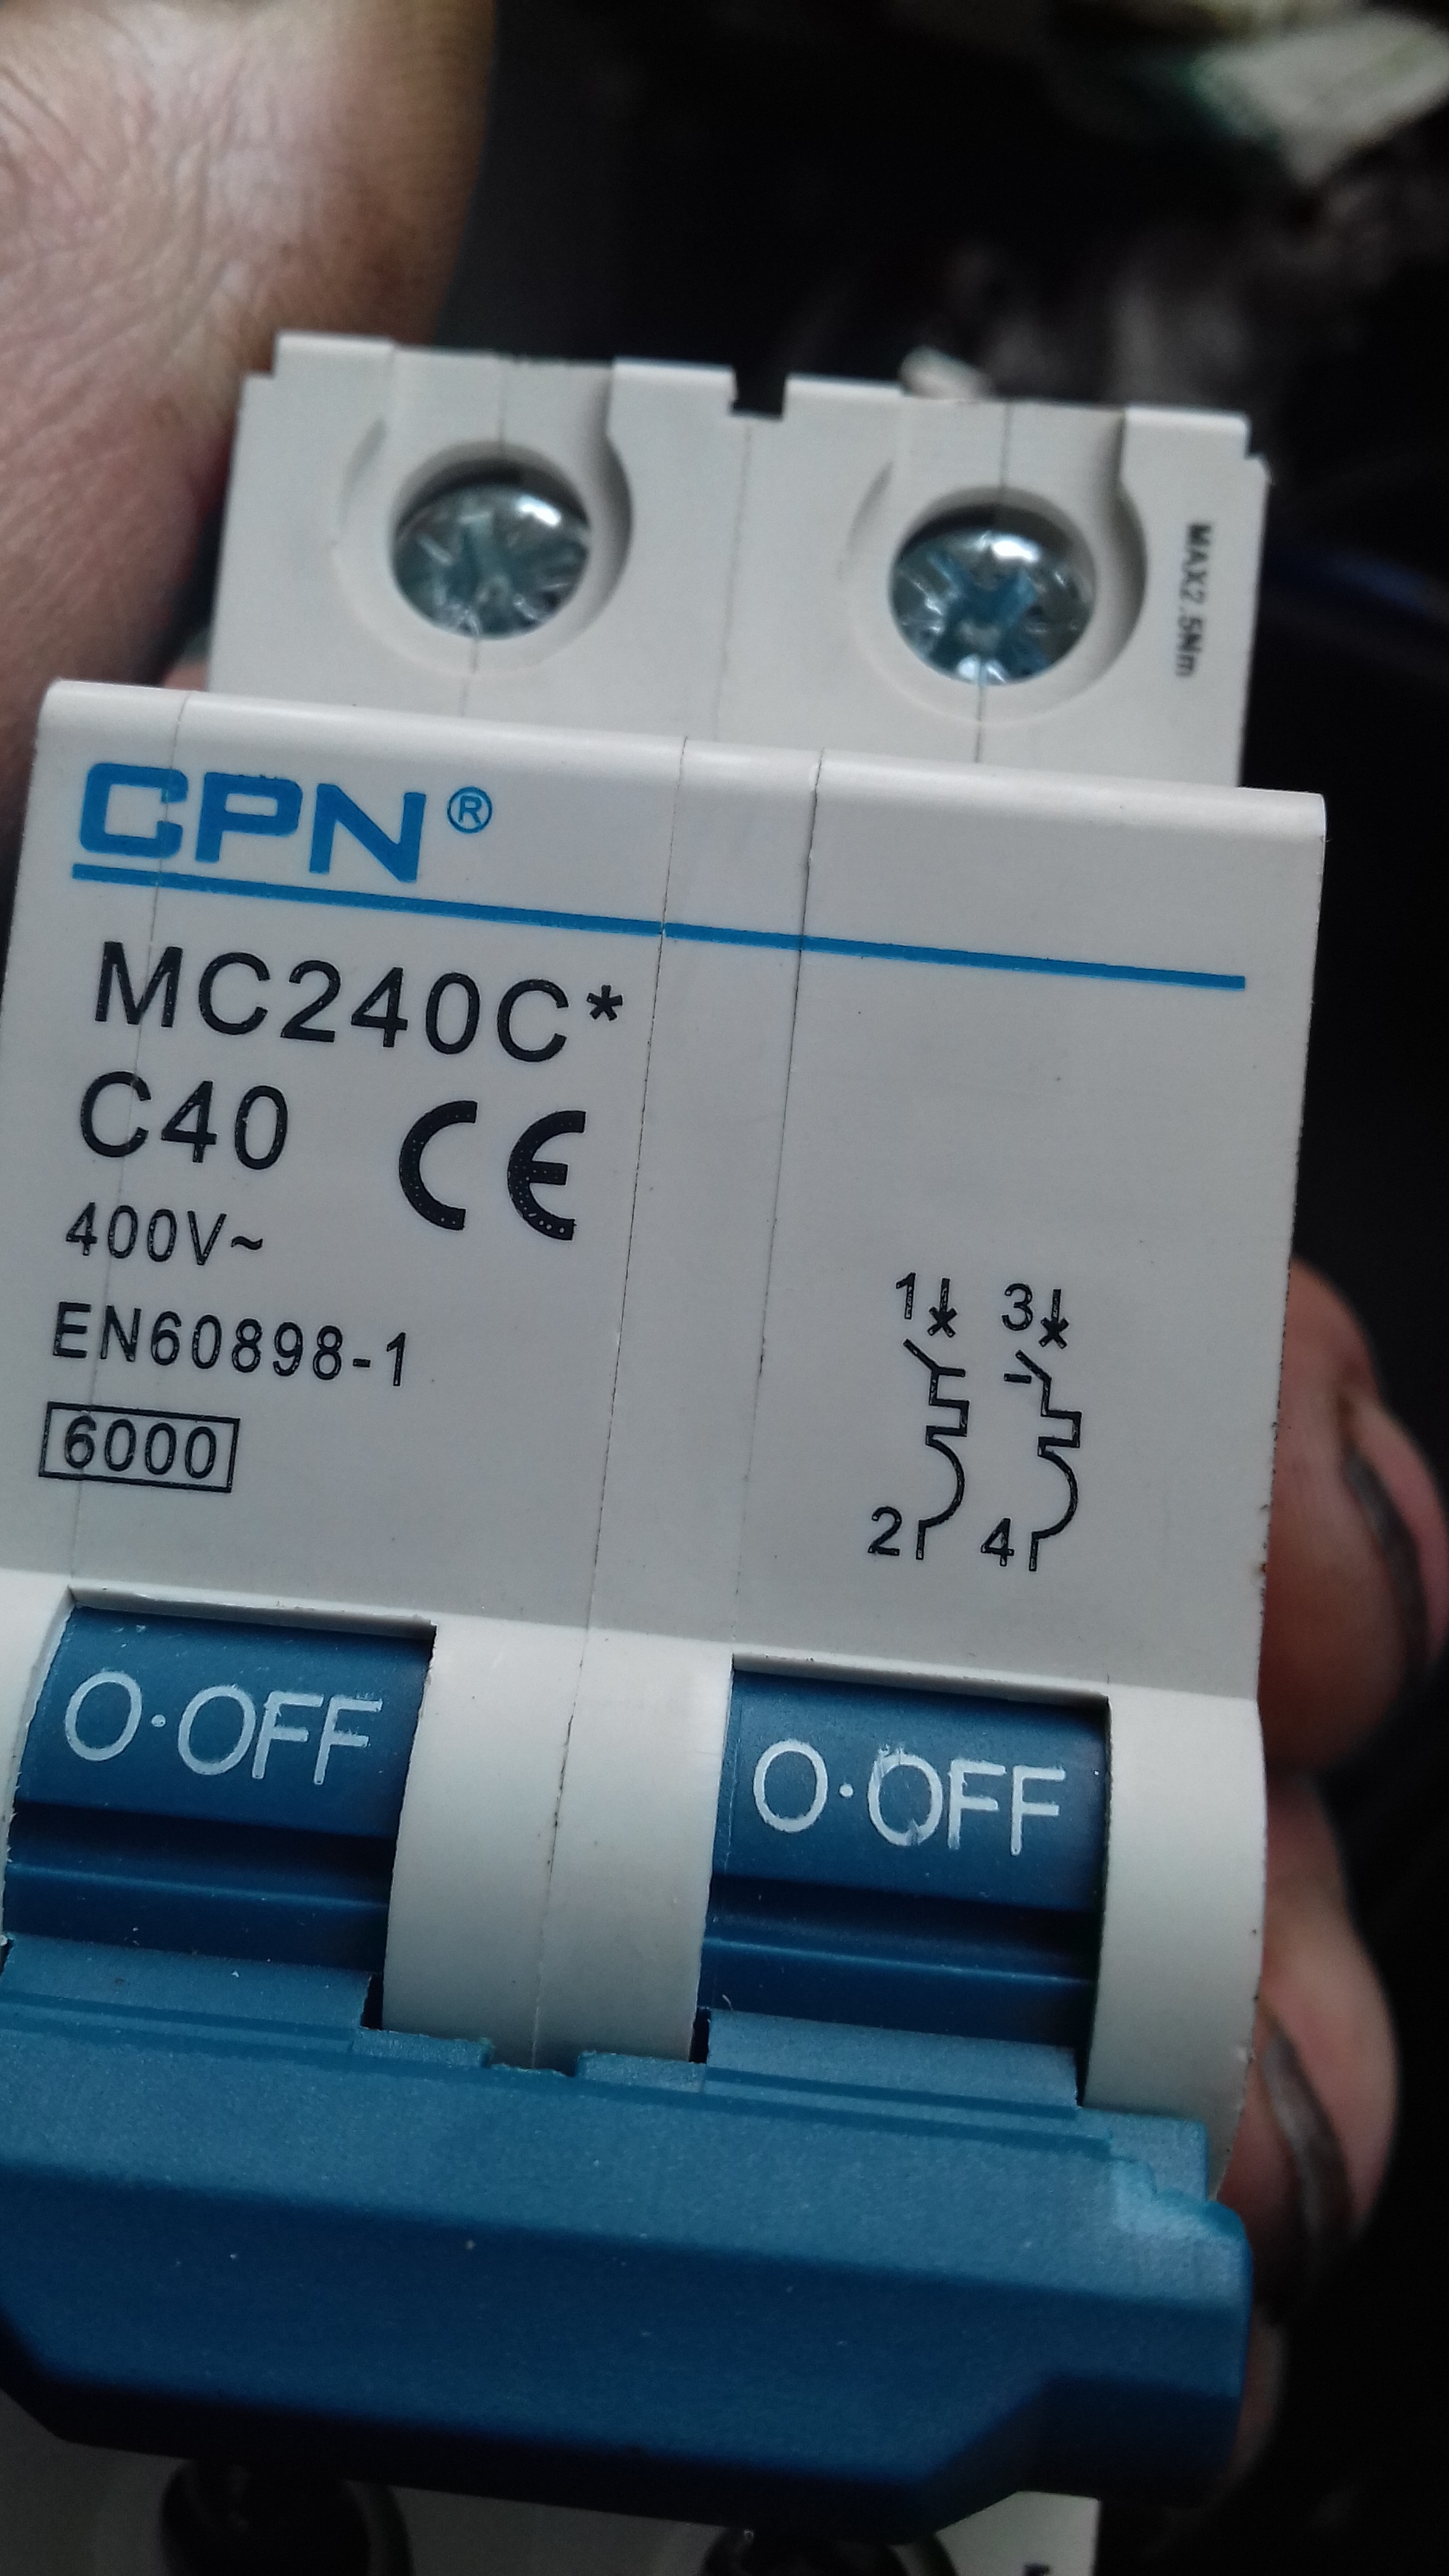 MAX2.5Nm
CPN®
MC240C*
C40 CE
400V~
EN60898-1
6000
1 3
2 4
O·OFF O·OFF